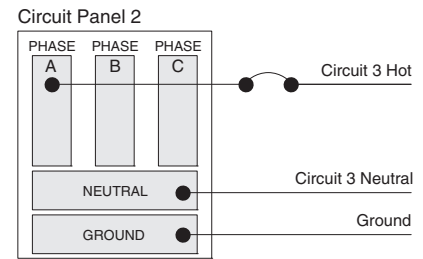 Circuit Panel 2
PHASE PHASE PHASE
A B C
Circuit 3 Hot
NEUTRAL
Circuit 3 Neutral
GROUND
Ground